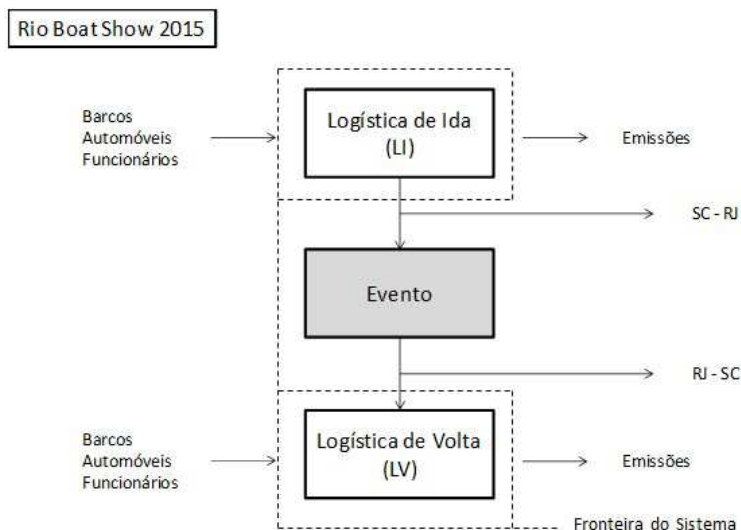 Rio Boat Show 2015
Barcos
Automóveis
Funcionários
Logística de Ida
(LI)
Emissões
SC - RJ
Evento
RJ - SC
Barcos
Automóveis
Funcionários
Logística de Volta
(LV)
Emissões
Fronteira do Sistema